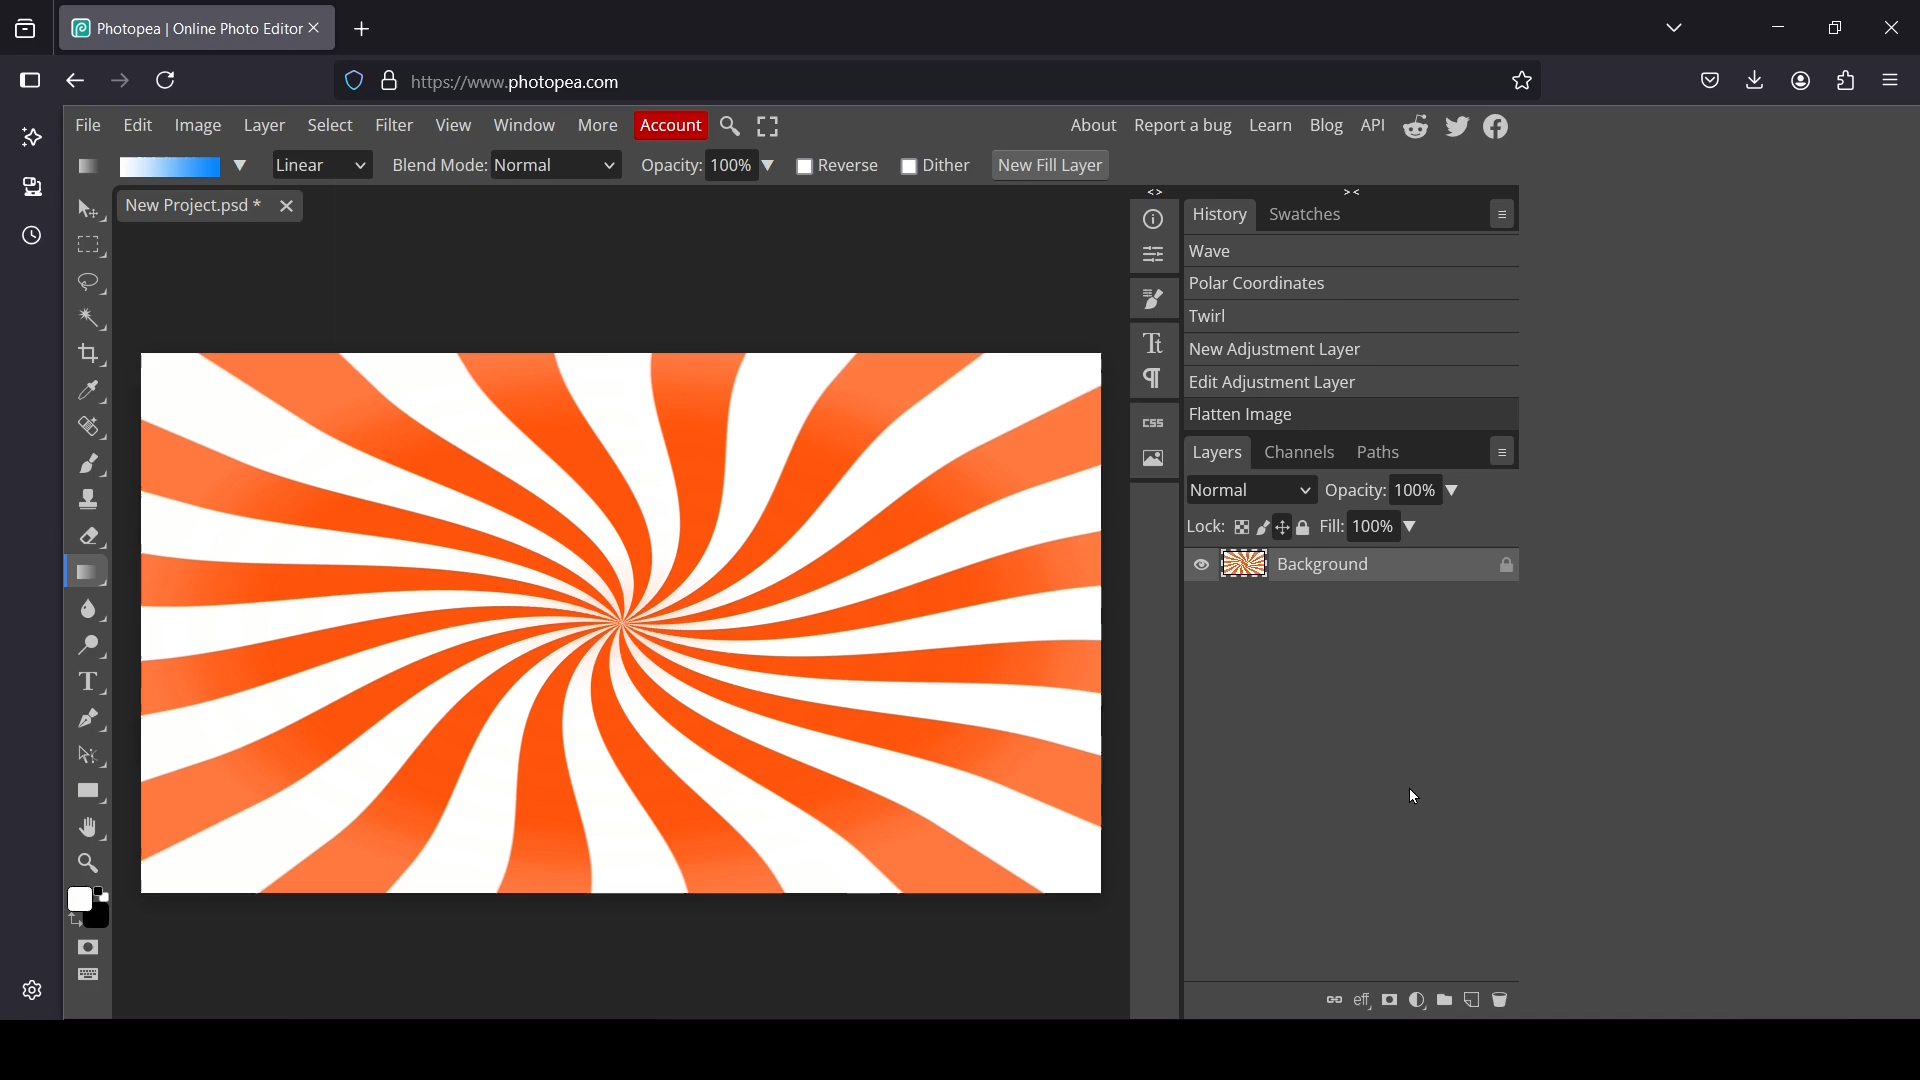 Photopea | Online Photo Editor
https://www.photopea.com
File Edit Image Layer Select Filter View Window More Account
About Report a bug Learn Blog API
Linear Blend Mode: Normal Opacity: 100% Reverse Dither New Fill Layer
New Project.psd *
<> ><
History Swatches
Wave
Polar Coordinates
Twirl
New Adjustment Layer
Edit Adjustment Layer
Flatten Image
CSS
Layers Channels Paths
Normal Opacity: 100%
Lock: Fill: 100%
Background
eff